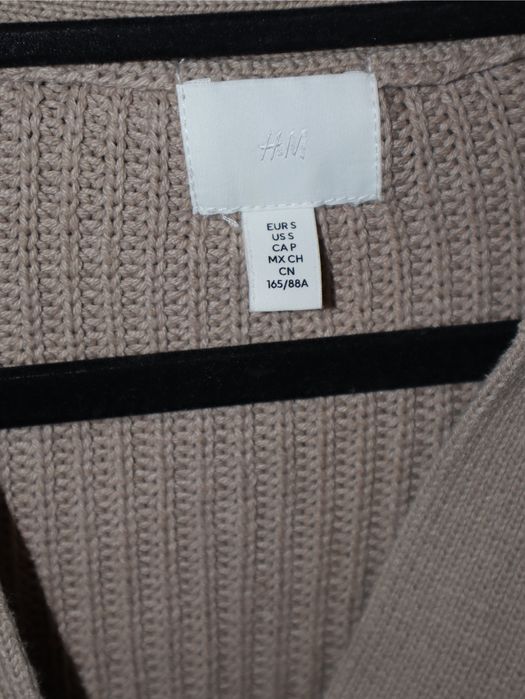 H&M
EUR S
US S
CA P
MX CH
CN
165/88A